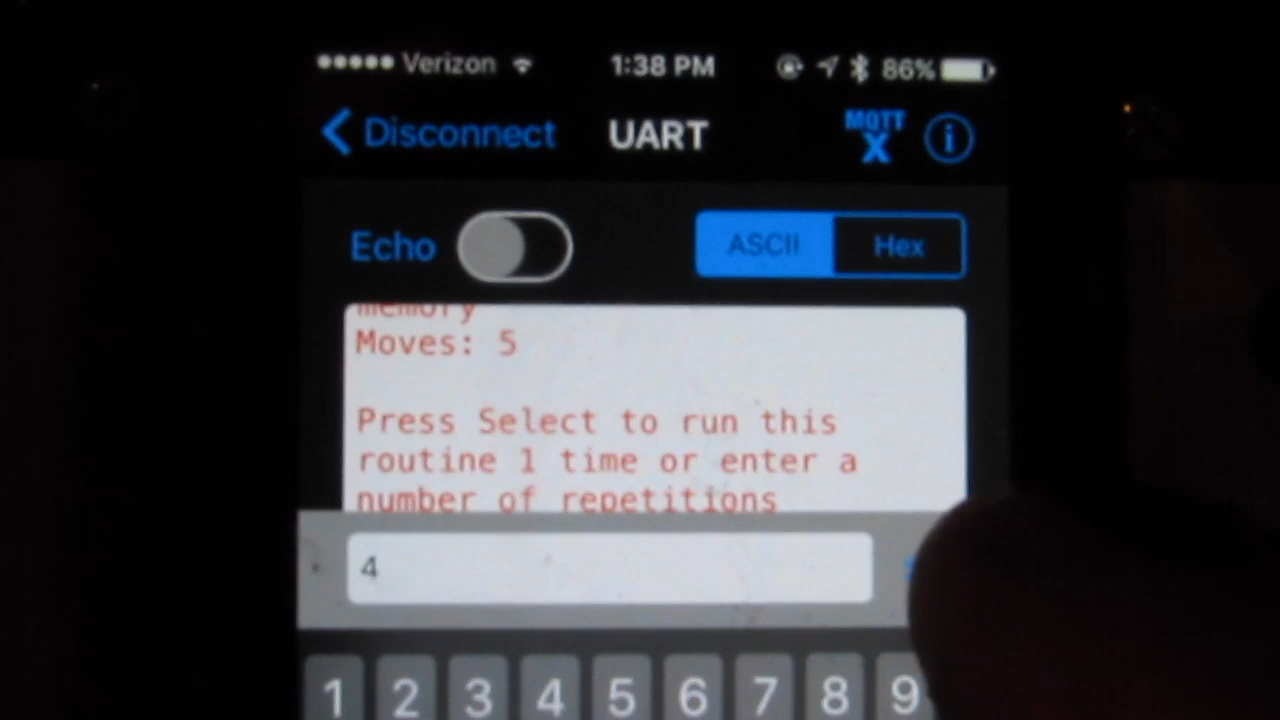 Verizon 1:38 PM 86%
Disconnect UART MQTT X i
Echo ASCII Hex
memory
Moves: 5
Press Select to run this
routine 1 time or enter a
number of repetitions
4
1 2 3 4 5 6 7 8 9